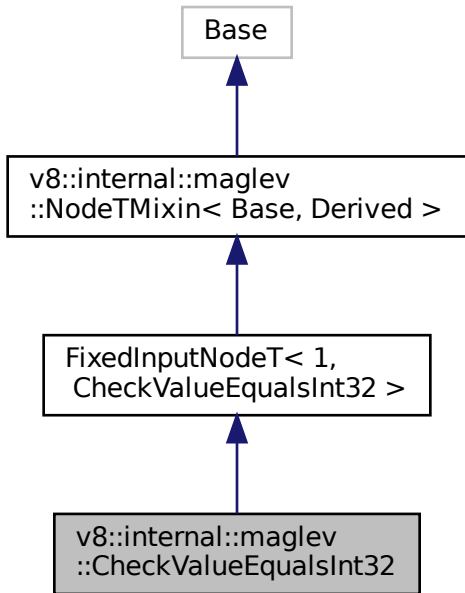 Base
v8::internal::maglev
::NodeTMixin< Base, Derived >
FixedInputNodeT< 1,
CheckValueEqualsInt32 >
v8::internal::maglev
::CheckValueEqualsInt32